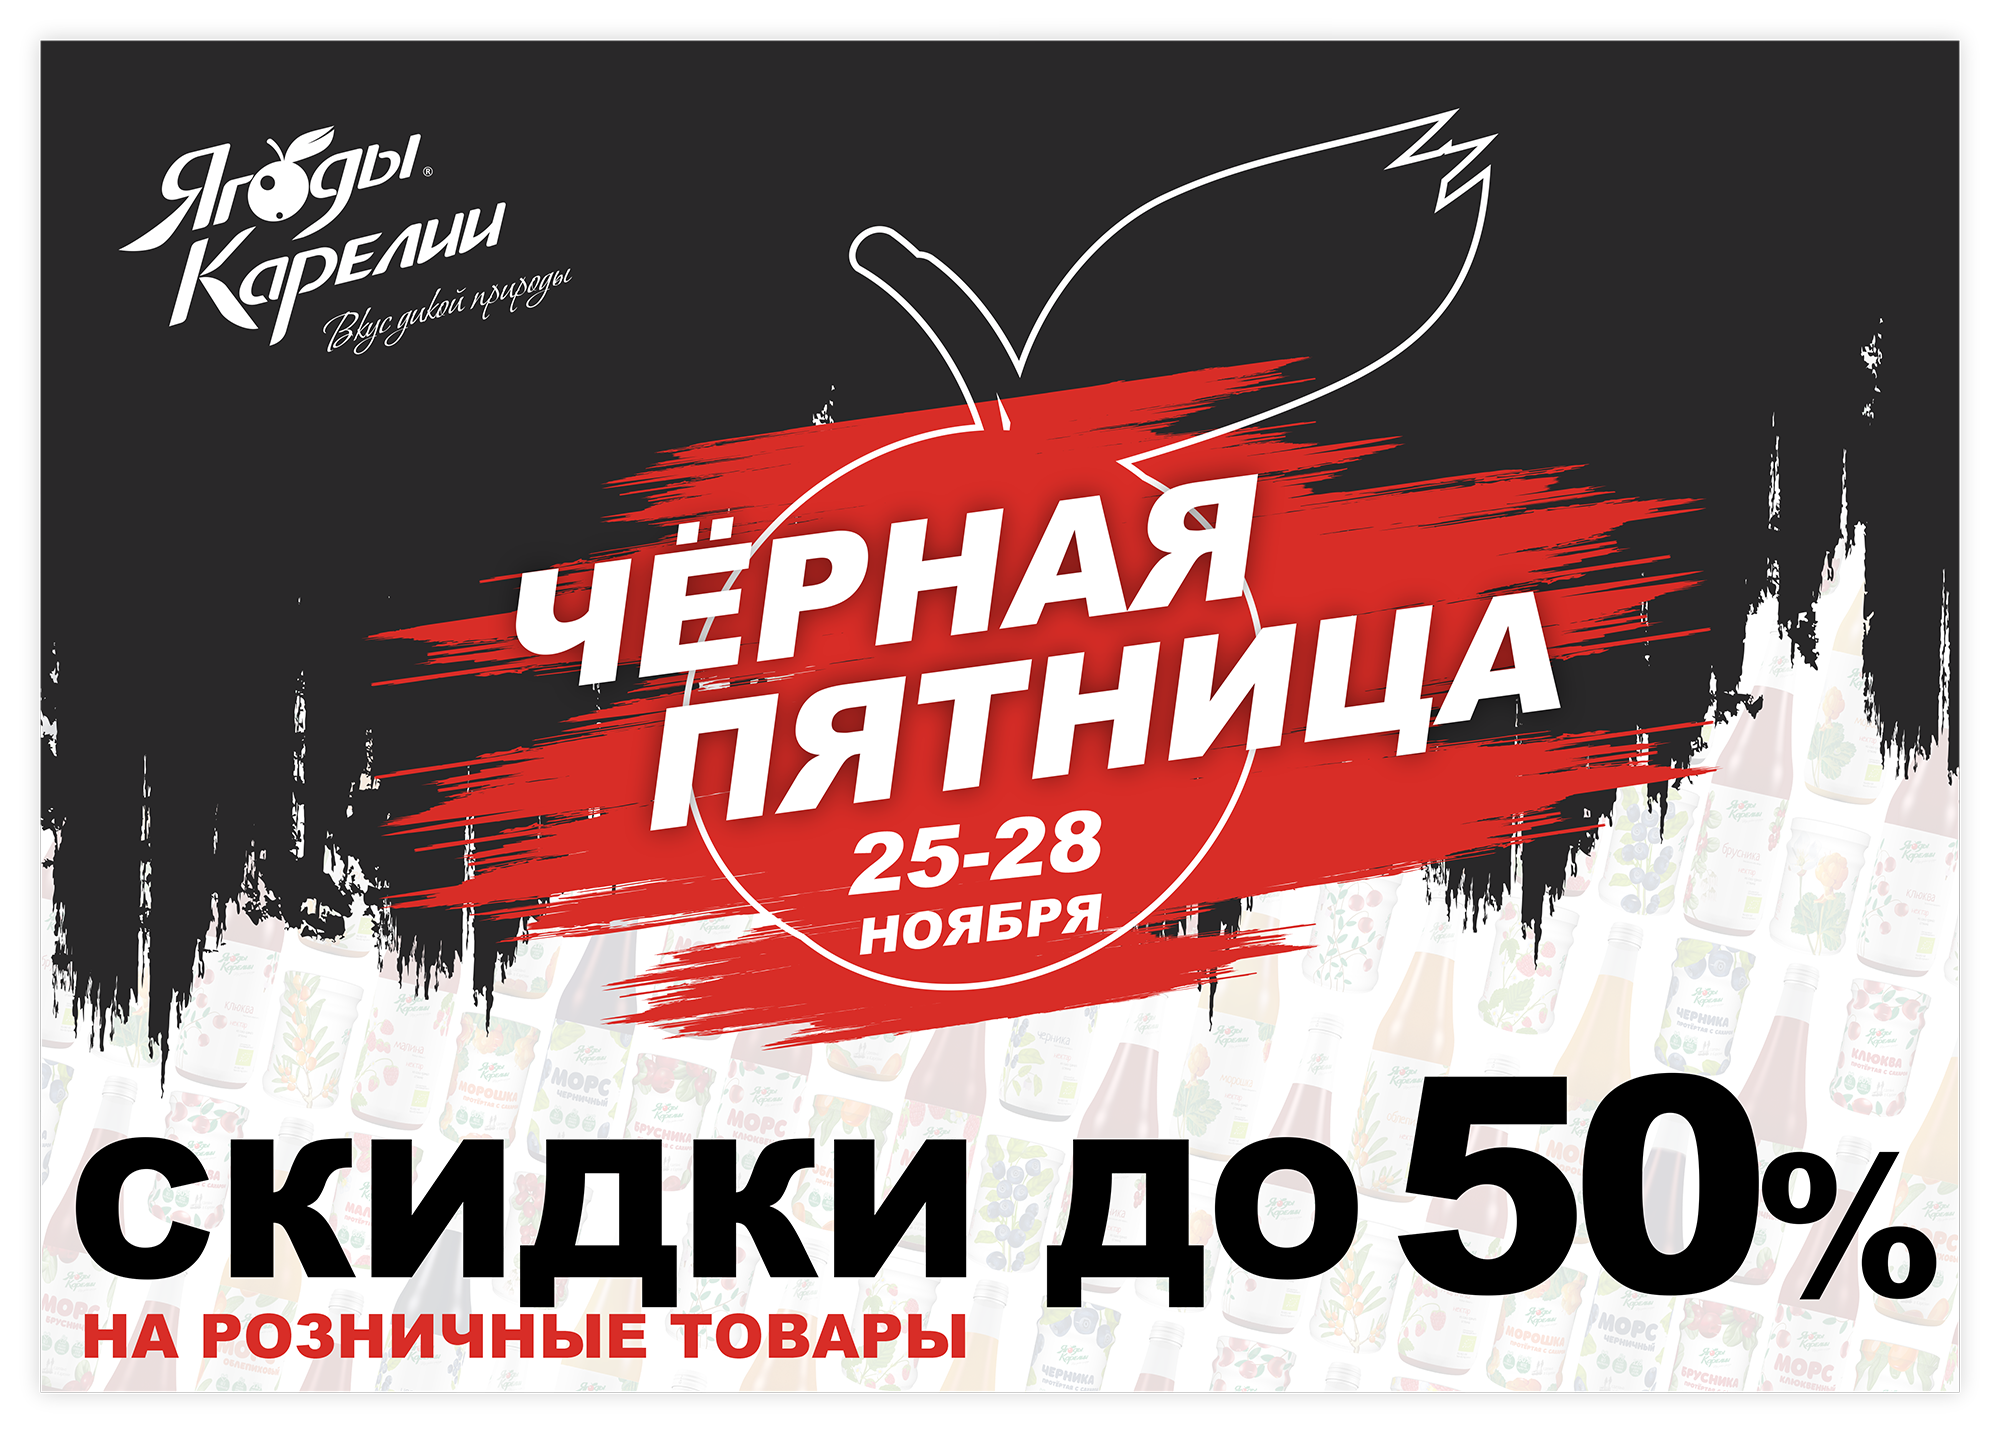 Ягоды®
Карелии
Вкус дикой природы
ЧЁРНАЯ
ПЯТНИЦА
25-28
НОЯБРЯ
СКИДКИ ДО 50%
НА РОЗНИЧНЫЕ ТОВАРЫ